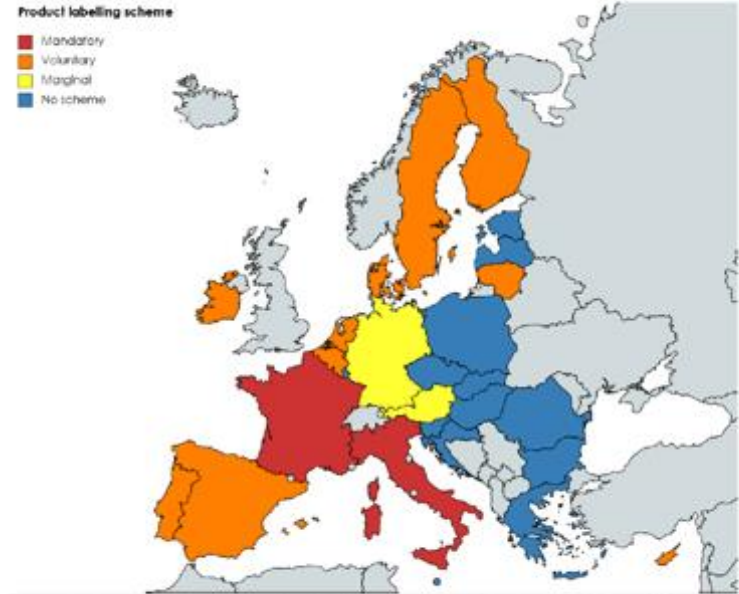 Product labelling scheme
Mandatory
Voluntary
Marginal
No scheme